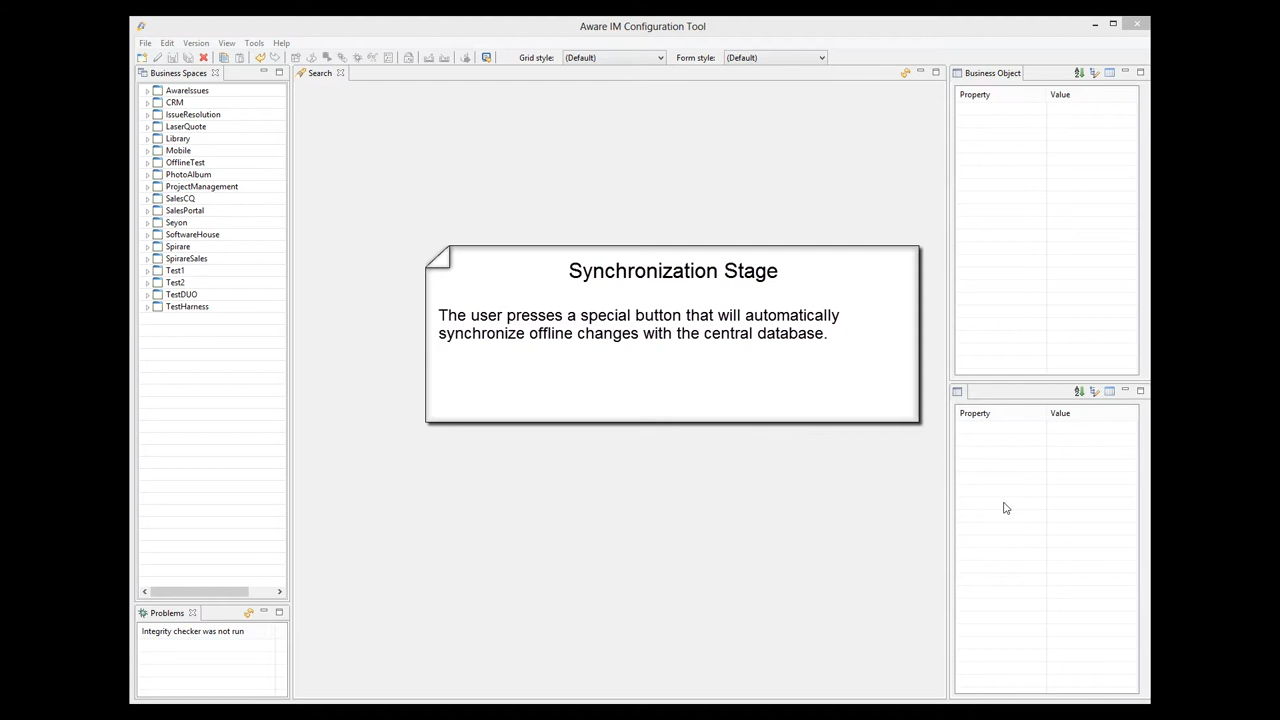 Aware IM Configuration Tool
File Edit Version View Tools Help
Grid style: (Default) Form style: (Default)
Business Spaces
AwareIssues
CRM
IssueResolution
LaserQuote
Library
Mobile
OfflineTest
PhotoAlbum
ProjectManagement
SalesCQ
SalesPortal
Seyon
SoftwareHouse
Spirare
SpirareSales
Test1
Test2
TestDUO
TestHarness
Problems
Integrity checker was not run
Search
Synchronization Stage
The user presses a special button that will automatically
synchronize offline changes with the central database.
Business Object
Property Value
Property Value